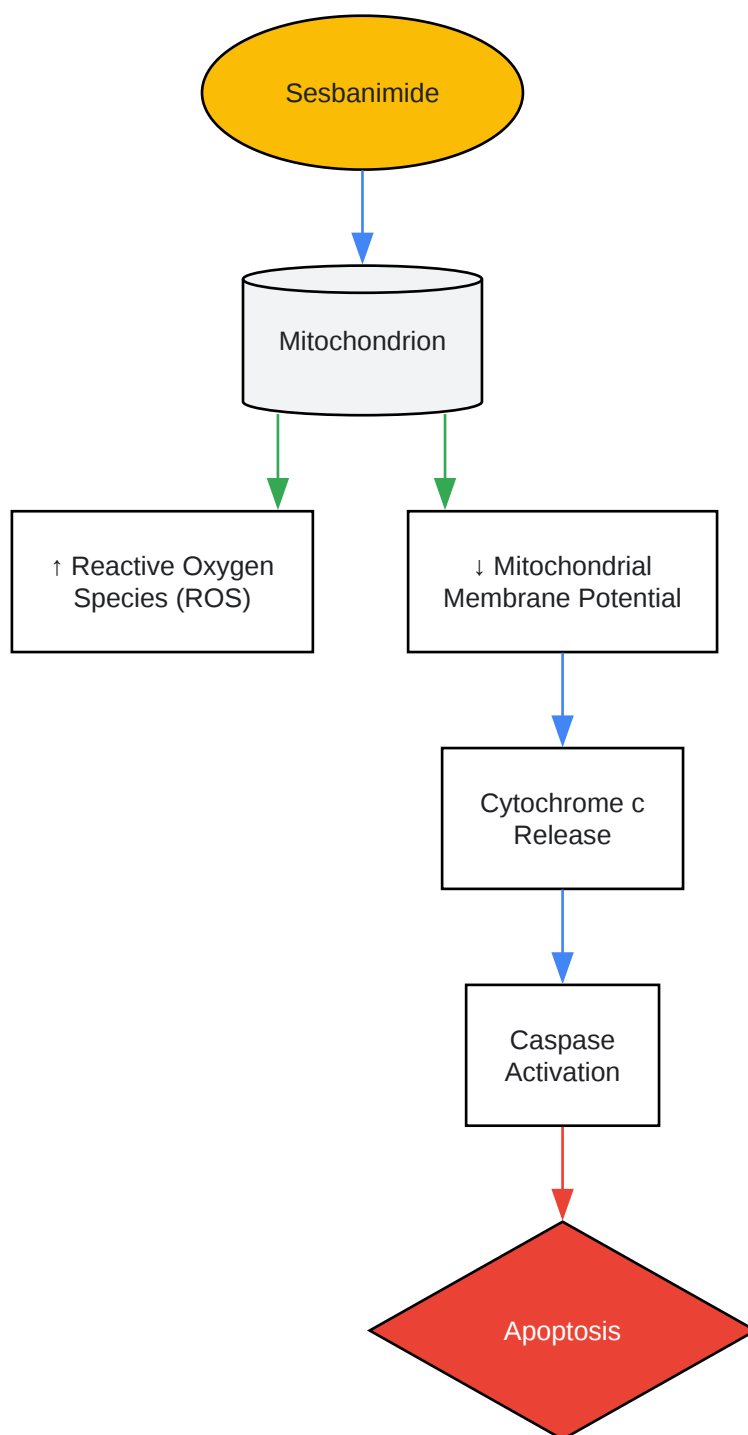 Sesbanimide
Mitochondrion
↑ Reactive Oxygen
Species (ROS)
↓ Mitochondrial
Membrane Potential
Cytochrome c
Release
Caspase
Activation
Apoptosis